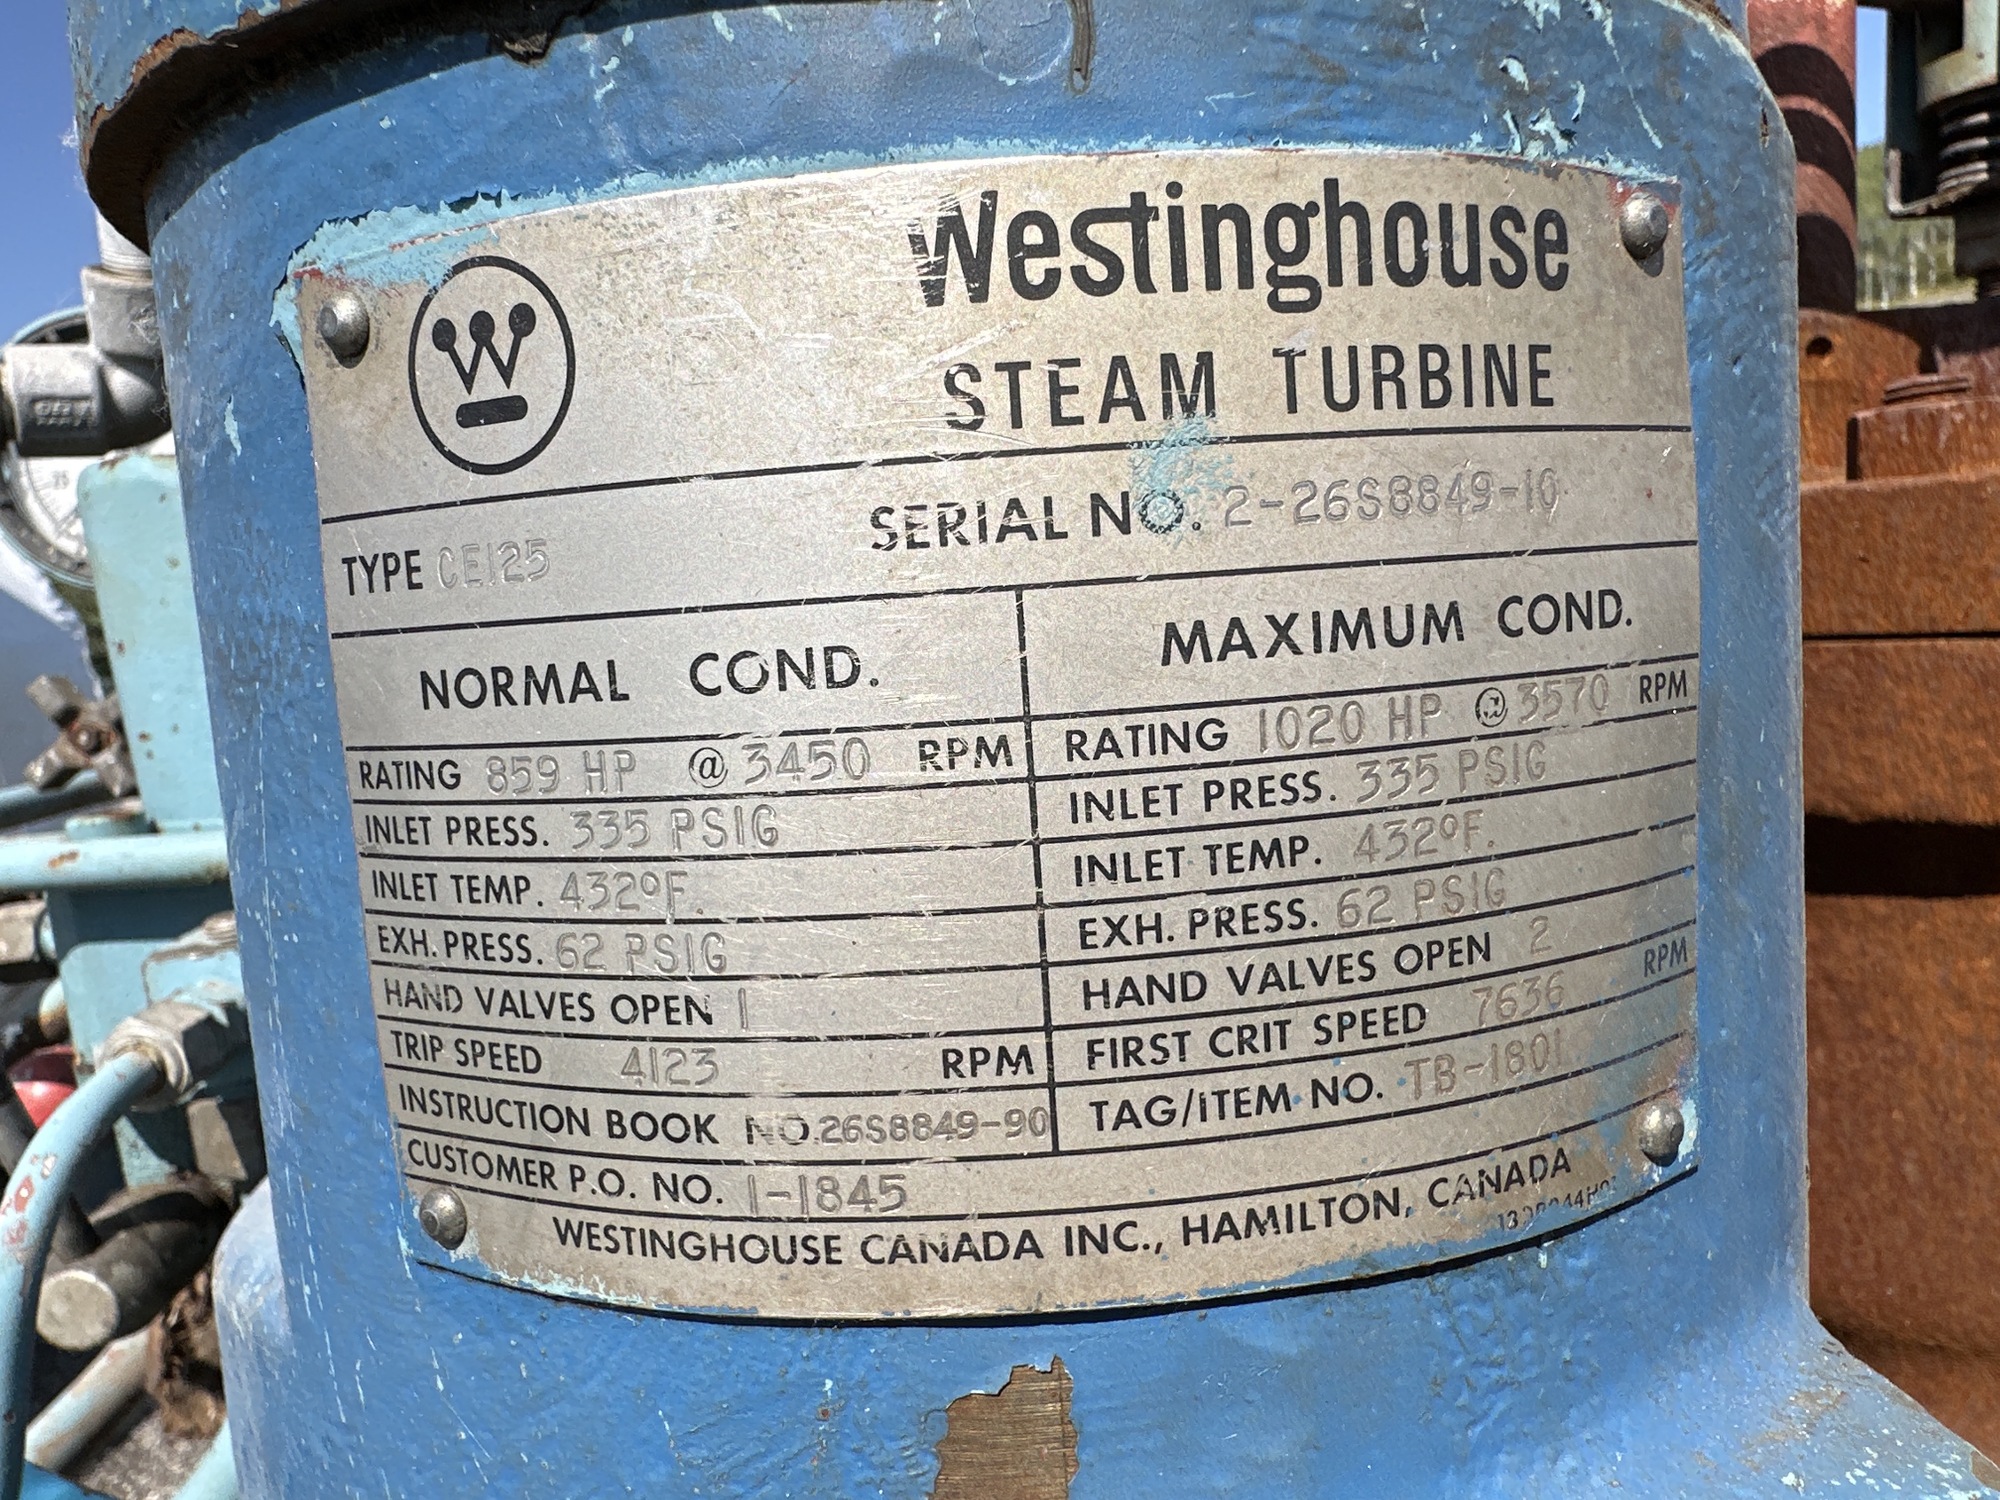 Westinghouse
STEAM TURBINE
W
SERIAL NO. 2-26S8849-10
TYPE CE125
NORMAL COND.
RATING 859 HP @ 3450 RPM
INLET PRESS. 335 PSIG
INLET TEMP. 432°F.
EXH. PRESS. 62 PSIG
HAND VALVES OPEN 1
TRIP SPEED 4123 RPM
INSTRUCTION BOOK NO.26S8849-90
CUSTOMER P.O. NO. 1-1845
MAXIMUM COND.
RATING 1020 HP @ 3570 RPM
INLET PRESS. 335 PSIG
INLET TEMP. 432°F.
EXH. PRESS. 62 PSIG
HAND VALVES OPEN 2
FIRST CRIT SPEED 7636 RPM
TAG/ITEM NO. TB-1801
WESTINGHOUSE CANADA INC., HAMILTON, CANADA